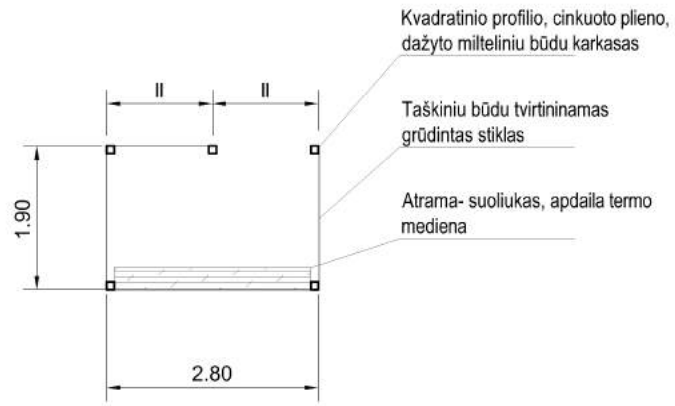 Kvadratinio profilio, cinkuoto plieno,
dažyto milteliniu būdu karkasas
Taškiniu būdu tvirtininamas
grūdintas stiklas
Atrama- suoliukas, apdaila termo
mediena
II II
1.90
2.80